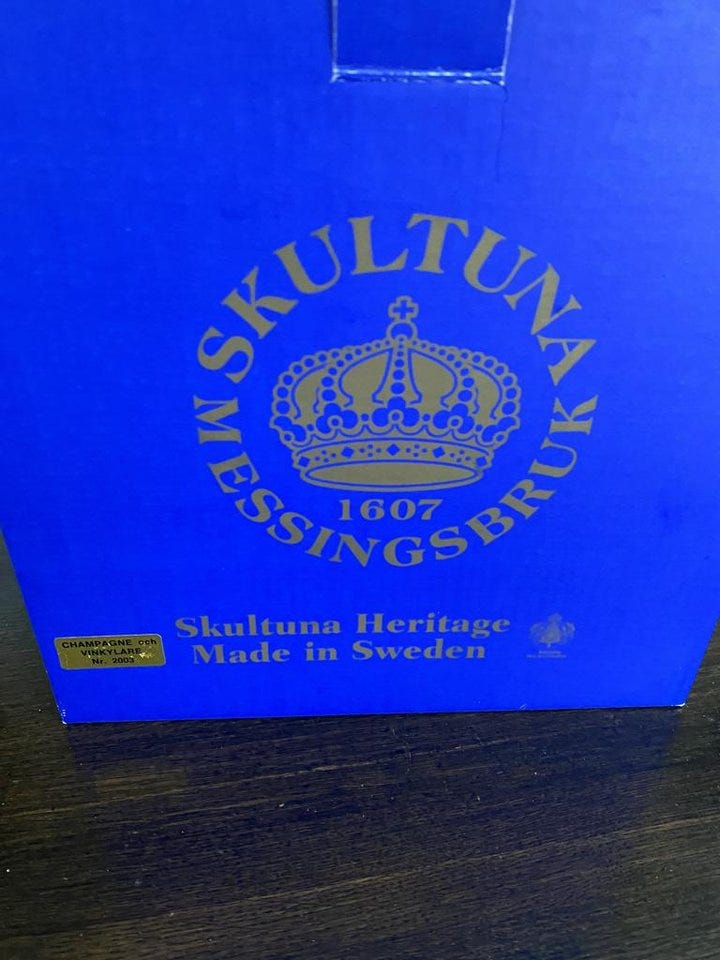 SKULTUNA
MESSINGSBRUK
1607
Skultuna Heritage
Made in Sweden
CHAMPAGNE och
VINKYLARE
Nr. 2003